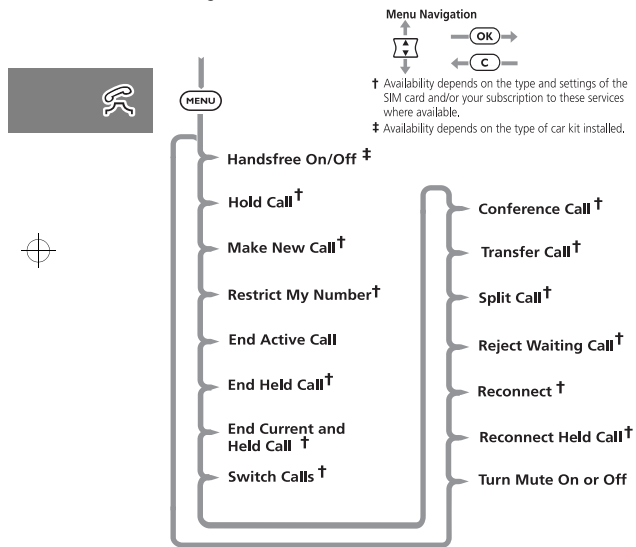 Menu Navigation
OK
C
† Availability depends on the type and settings of the
SIM card and/or your subscription to these services
where available.
‡ Availability depends on the type of car kit installed.
MENU
Handsfree On/Off ‡
Hold Call†
Make New Call†
Restrict My Number†
End Active Call
End Held Call†
End Current and
Held Call †
Switch Calls †
Conference Call †
Transfer Call†
Split Call†
Reject Waiting Call†
Reconnect †
Reconnect Held Call†
Turn Mute On or Off